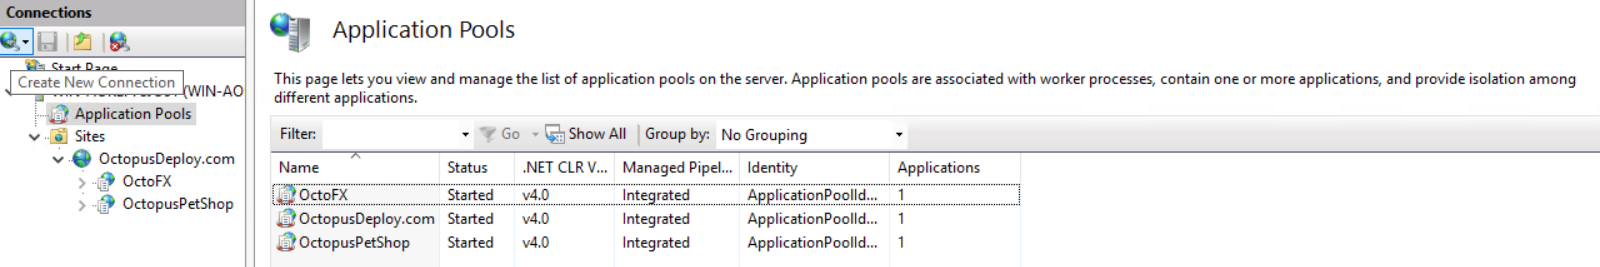 Connections
Start Page
Create New Connection
(WIN-AO
Application Pools
Sites
OctopusDeploy.com
OctoFX
OctopusPetShop
Application Pools
This page lets you view and manage the list of application pools on the server. Application pools are associated with worker processes, contain one or more applications, and provide isolation among
different applications.
Filter: Go Show All Group by: No Grouping
Name Status .NET CLR V... Managed Pipel... Identity Applications
OctoFX Started v4.0 Integrated ApplicationPoolId... 1
OctopusDeploy.com Started v4.0 Integrated ApplicationPoolId... 1
OctopusPetShop Started v4.0 Integrated ApplicationPoolId... 1